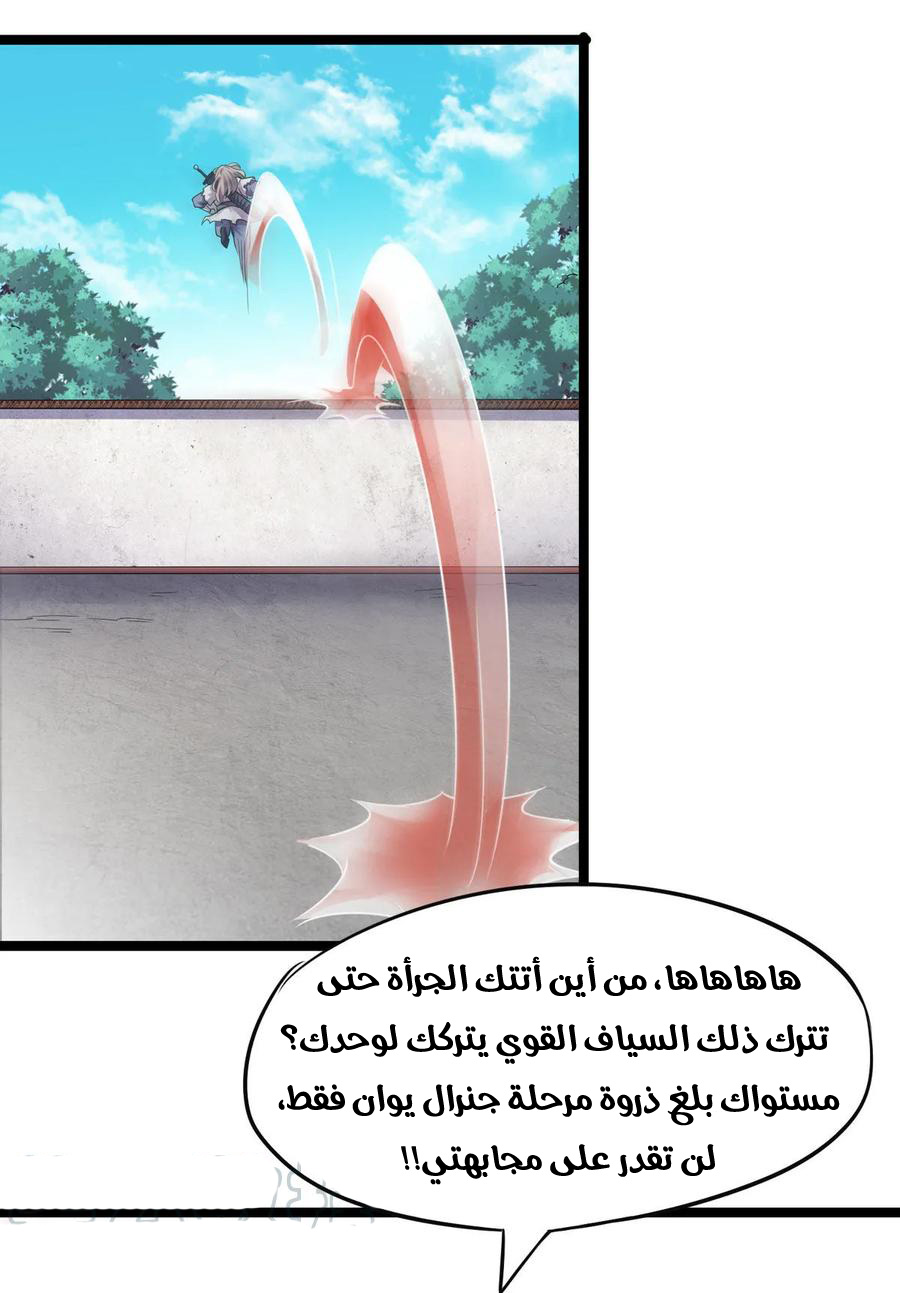 هاهاهاها، من أين أتتك الجرأة حتى
تترك ذلك السياف القوي يتركك لوحدك؟
مستواك بلغ ذروة مرحلة جنرال يوان فقط،
لن تقدر على مجابهتي!!